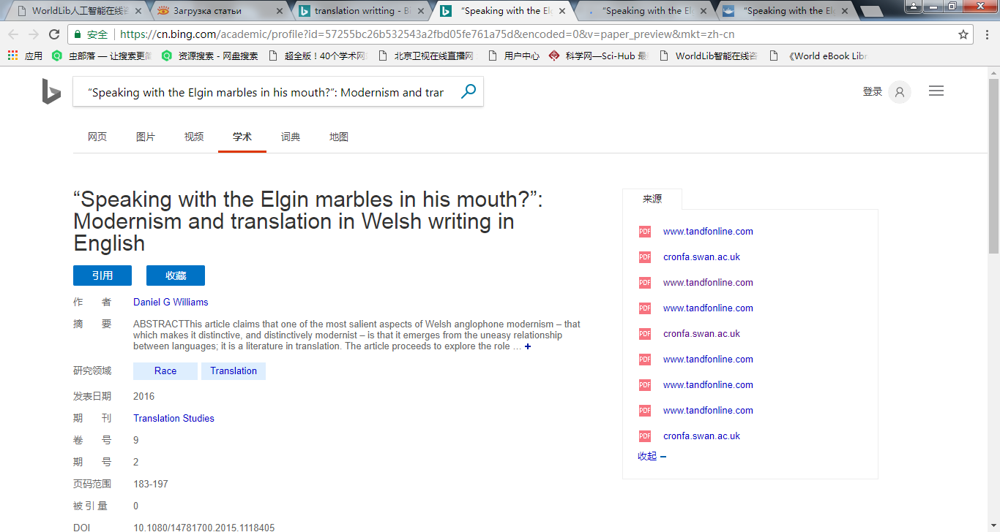 WorldLib人工智能在线
Загрузка статьи
translation writting - B
"Speaking with the El
"Speaking with the El
"Speaking with the El
安全
https://cn.bing.com/academic/profile?id=57255bc26b532543a2fbd05fe761a75d&encoded=0&v=paper_preview&mkt=zh-cn
应用
虫部落 — 让搜索更
资源搜索 - 网盘搜索
超全版！40个学术网
北京卫视在线直播网
用户中心
科学网—Sci-Hub
WorldLib智能在线
《World eBook Libr
“Speaking with the Elgin marbles in his mouth?”: Modernism and trar
登录
网页
图片
视频
学术
词典
地图
“Speaking with the Elgin marbles in his mouth?”:
Modernism and translation in Welsh writing in
English
引用
收藏
作 者 Daniel G Williams
摘 要 ABSTRACTThis article claims that one of the most salient aspects of Welsh anglophone modernism – that
which makes it distinctive, and distinctively modernist – is that it emerges from the uneasy relationship
between languages; it is a literature in translation. The article proceeds to explore the role … +
研究领域 Race Translation
发表日期 2016
期 刊 Translation Studies
卷 号 9
期 号 2
页码范围 183-197
被 引 量 0
DOI 10.1080/14781700.2015.1118405
来源
PDF www.tandfonline.com
PDF cronfa.swan.ac.uk
PDF www.tandfonline.com
PDF www.tandfonline.com
PDF cronfa.swan.ac.uk
PDF www.tandfonline.com
PDF www.tandfonline.com
PDF www.tandfonline.com
PDF cronfa.swan.ac.uk
收起 –